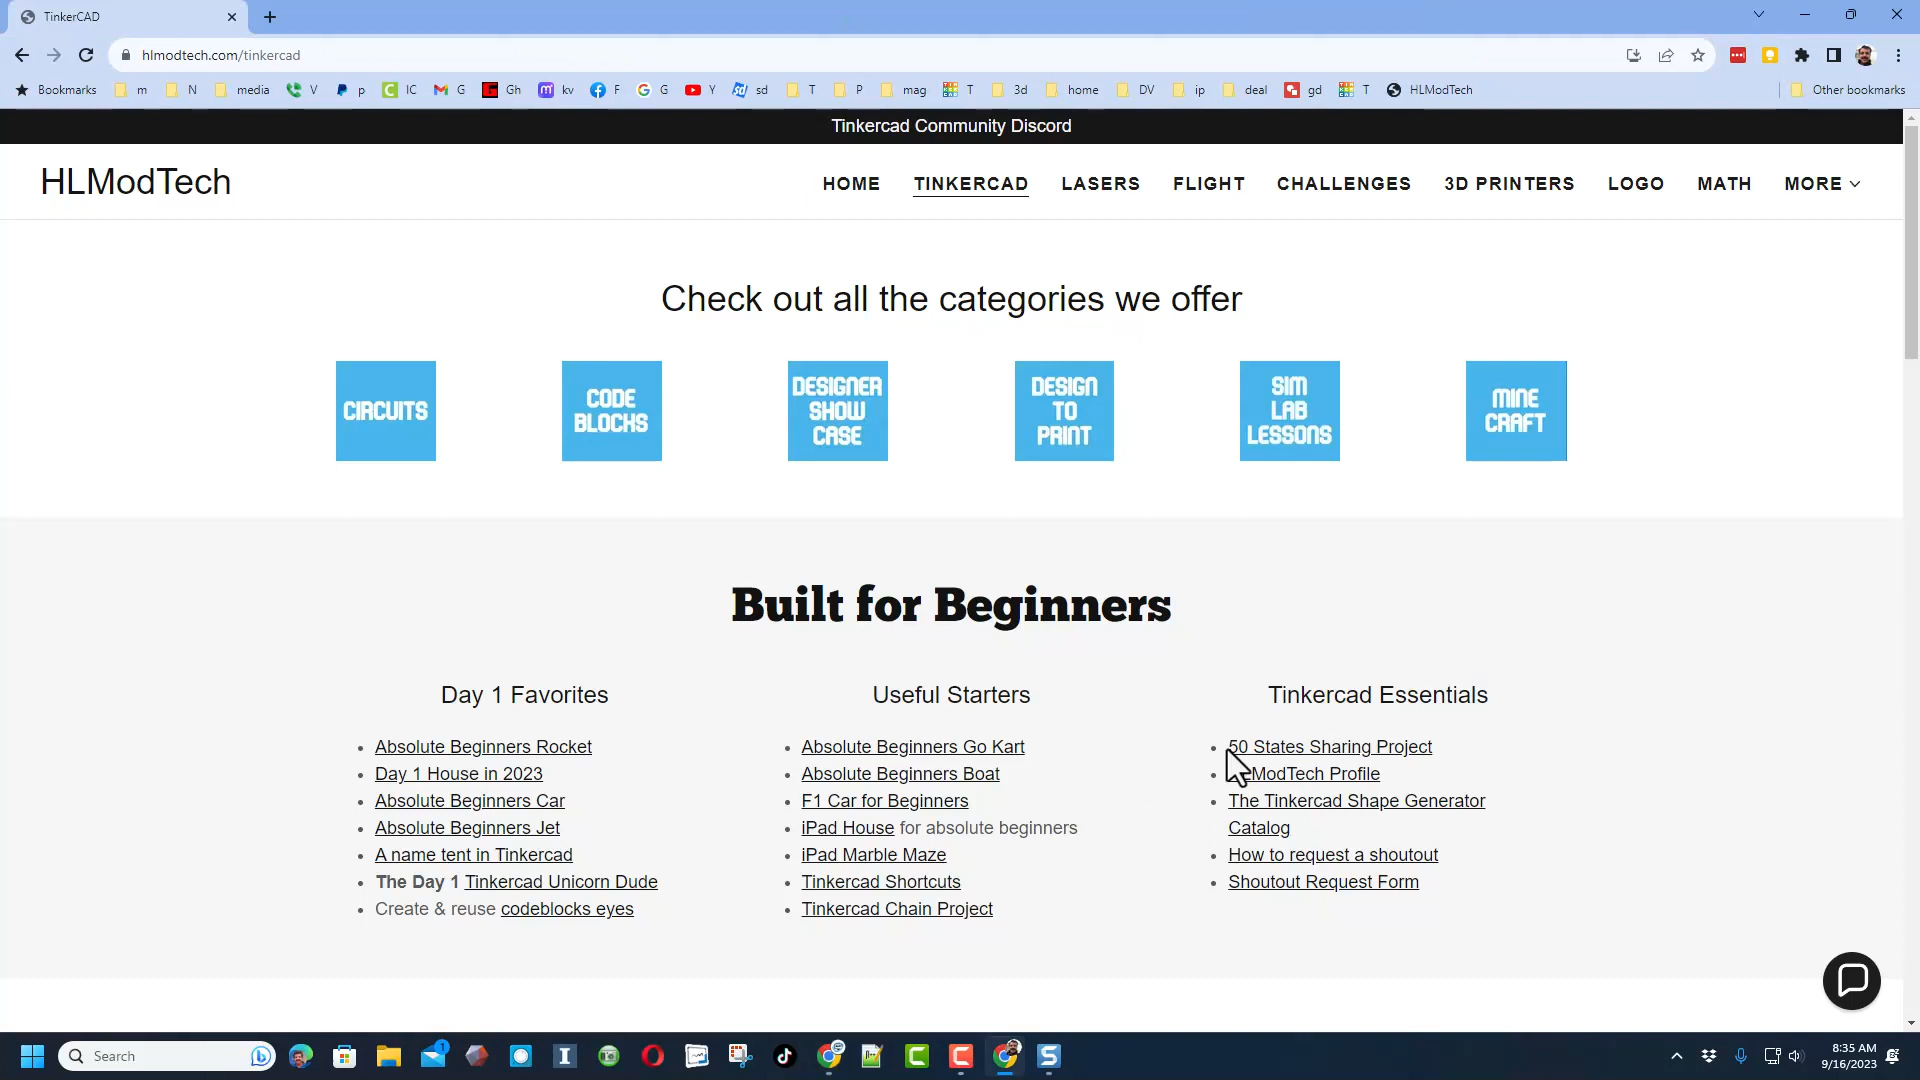 TinkerCAD
hlmodtech.com/tinkercad
Bookmarks m N media V p IC G Gh kv F G Y sd T P mag T 3d home DV ip deal gd T HLModTech Other bookmarks
Tinkercad Community Discord
HLModTech HOME TINKERCAD LASERS FLIGHT CHALLENGES 3D PRINTERS LOGO MATH MORE
Check out all the categories we offer
CIRCUITS
CODE
BLOCKS
DESIGNER
SHOW
CASE
DESIGN
TO
PRINT
SIM
LAB
LESSONS
MINE
CRAFT
Built for Beginners
Day 1 Favorites
Absolute Beginners Rocket
Day 1 House in 2023
Absolute Beginners Car
Absolute Beginners Jet
A name tent in Tinkercad
The Day 1 Tinkercad Unicorn Dude
Create & reuse codeblocks eyes
Useful Starters
Absolute Beginners Go Kart
Absolute Beginners Boat
F1 Car for Beginners
iPad House for absolute beginners
iPad Marble Maze
Tinkercad Shortcuts
Tinkercad Chain Project
Tinkercad Essentials
50 States Sharing Project
ModTech Profile
The Tinkercad Shape Generator
Catalog
How to request a shoutout
Shoutout Request Form
Search
1
8:35 AM
9/16/2023